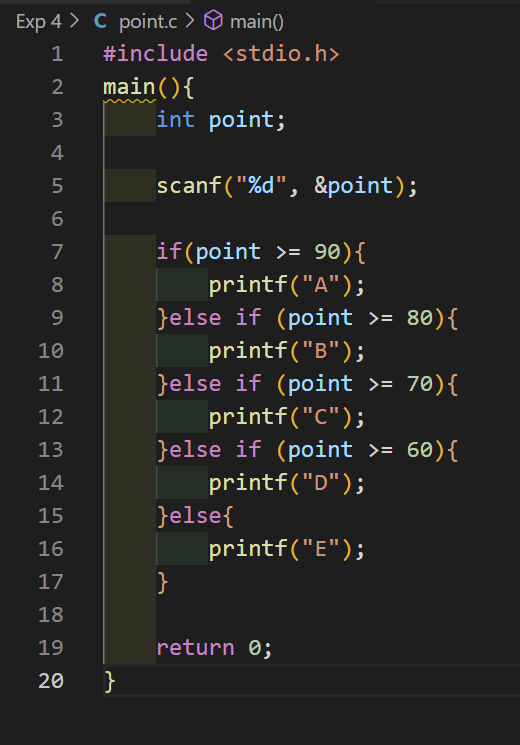 Exp 4 > C point.c > main()
1 #include <stdio.h>
2 main(){
3     int point;
4
5     scanf("%d", &point);
6
7     if(point >= 90){
8         printf("A");
9     }else if (point >= 80){
10         printf("B");
11     }else if (point >= 70){
12         printf("C");
13     }else if (point >= 60){
14         printf("D");
15     }else{
16         printf("E");
17     }
18
19     return 0;
20 }